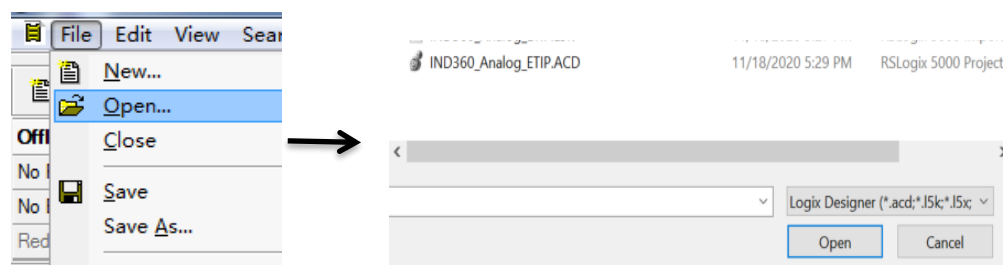 File Edit View Sear
New...
Open...
Close
Save
Save As...
Offl
No
No
Red
IND360_Analog_ETIP.ACD 11/18/2020 5:29 PM RSLogix 5000 Project
Logix Designer (*.acd;*.l5k;*.l5x;
Open Cancel